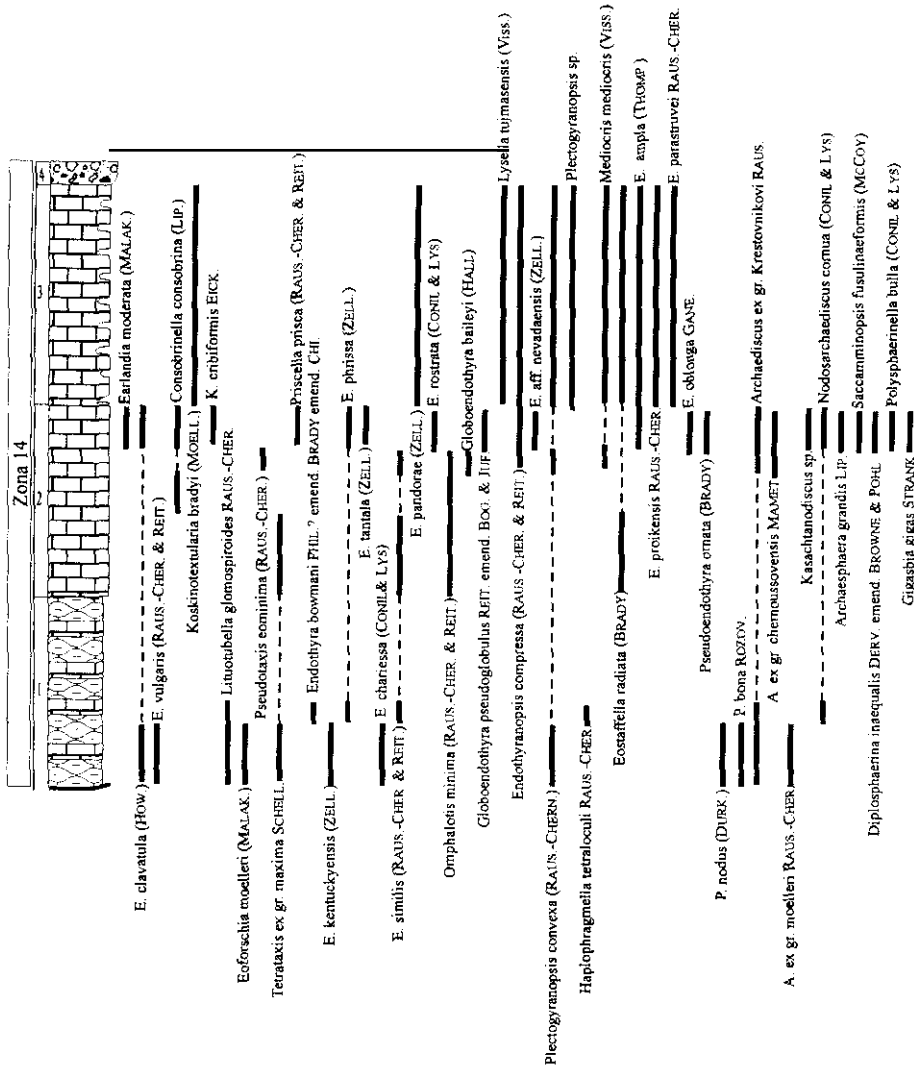 Zona 14
1
2
3
4
Earlandia moderata (MALAK.)
E. clavatula (HOW.)
E. vulgaris (RAUS.-CHER. & REIT.)
Consobrinella consobrina (LIP.)
Koskinotextularia bradyi (MOELL.)
K. cribiformis EICK.
Lituotubella glomospiroides RAUS.-CHER.
Eoforschia moelleri (MALAK.)
Pseudotaxis eominima (RAUS.-CHER.)
Tetrataxis ex gr. maxima SCHELL.
Priscella prisca (RAUS.-CHER. & REIT.)
Endothyra bowmani PHIL.? emend. BRADY emend. CHI.
E. kentuckyensis (ZELL.)
E. phrissa (ZELL.)
E. tantala (ZELL.)
E. chariessa (CONIL & LYS)
E. similis (RAUS.-CHER & REIT.)
E. pandorae (ZELL.)
E. rostrata (CONIL & LYS)
Omphalotis minima (RAUS.-CHER. & REIT.)
Globoendothyra baileyi (HALL)
Globoendothyra pseudoglobulus REIT. emend. BOG. & JUF
Lysella tujmasensis (VISS.)
Endothyranopsis compressa (RAUS.-CHER. & REIT.)
E. aff. nevadaensis (ZELL.)
Plectogyranopsis convexa (RAUS.-CHERN.)
Plectogyranopsis sp.
Haplophragmella tetraloculi RAUS.-CHER
Mediocris mediocris (VISS.)
Eostaffella radiata (BRADY)
E. ampla (THOMP)
E. proikensis RAUS.-CHER
E. parastruvei RAUS.-CHER
E. oblonga GANE.
Pseudoendothyra ornata (BRADY)
P. nodus (DURK.)
P. bona ROZOV.
Archaediscus ex gr. Krestovnikovi RAUS.
A. ex gr chernoussovensis MAMET
A. ex gr. moelleri RAUS.-CHER
Kasachtanodiscus sp
Nodosarchaediscus cornua (CONIL & LYS)
Archaesphaera grandis LIP.
Saccamminopsis fusulinaeformis (MCCOY)
Diplosphaerina inaequalis DERV. emend. BROWNE & POHL
Polysphaerinella bulla (CONIL & LYS)
Gigasbia gigas STRANK